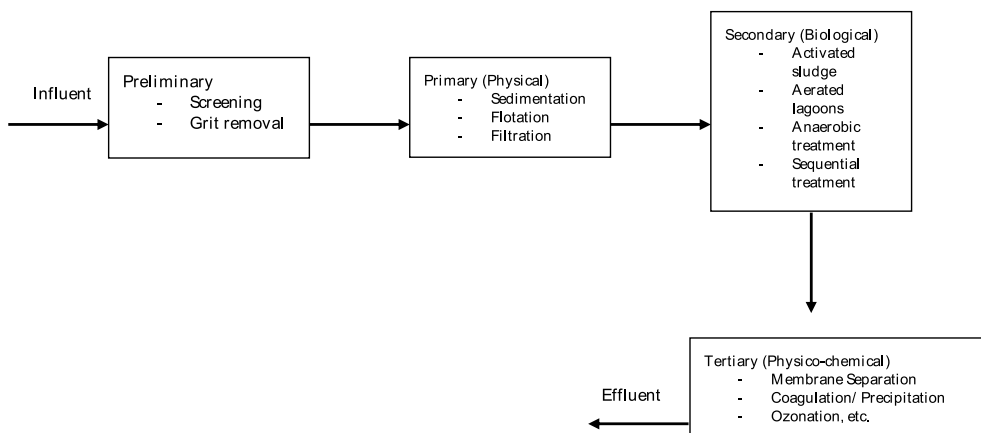 Influent
Preliminary
- Screening
- Grit removal
Primary (Physical)
- Sedimentation
- Flotation
- Filtration
Secondary (Biological)
- Activated
sludge
- Aerated
lagoons
- Anaerobic
treatment
- Sequential
treatment
Tertiary (Physico-chemical)
- Membrane Separation
- Coagulation/ Precipitation
- Ozonation, etc.
Effluent